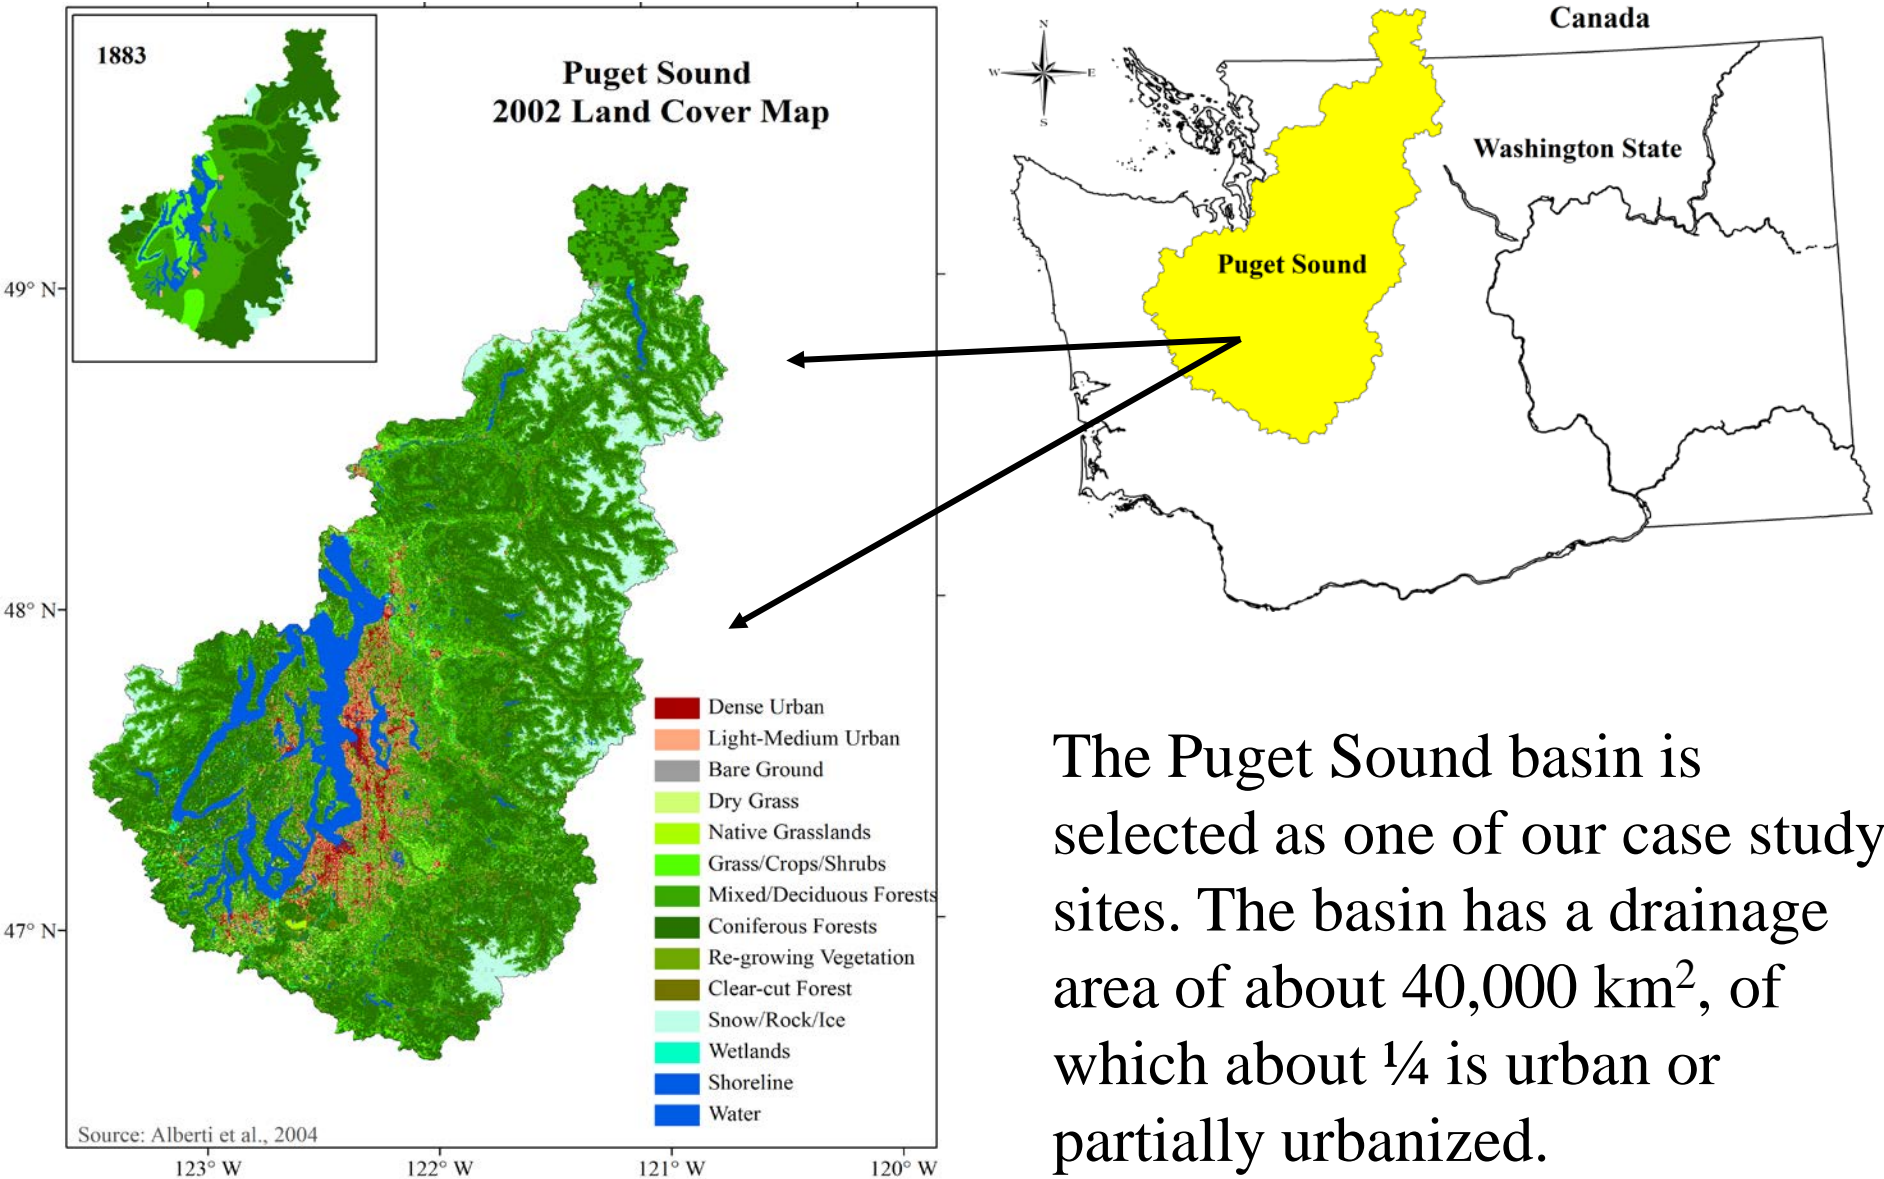 1883
Puget Sound
2002 Land Cover Map
49° N
48° N
47° N
123° W
122° W
121° W
120° W
Dense Urban
Light-Medium Urban
Bare Ground
Dry Grass
Native Grasslands
Grass/Crops/Shrubs
Mixed/Deciduous Forests
Coniferous Forests
Re-growing Vegetation
Clear-cut Forest
Snow/Rock/Ice
Wetlands
Shoreline
Water
Source: Alberti et al., 2004
N
W
E
S
Canada
Washington State
Puget Sound
The Puget Sound basin is
selected as one of our case study
sites. The basin has a drainage
area of about 40,000 km², of
which about ¼ is urban or
partially urbanized.